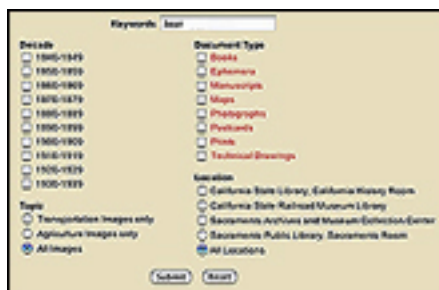 Keywords: bear
Decade
1840-1849
1850-1859
1860-1869
1870-1879
1880-1889
1890-1899
1900-1909
1910-1919
1920-1929
1930-1939
Topic
Transportation Images only
Agriculture Images only
All Images
Document Type
Books
Ephemera
Manuscripts
Maps
Photographs
Postcards
Prints
Technical Drawings
Location
California State Library, California History Room
California State Railroad Museum Library
Sacramento Archives and Museum Collection Center
Sacramento Public Library, Sacramento Room
All Locations
Submit Reset